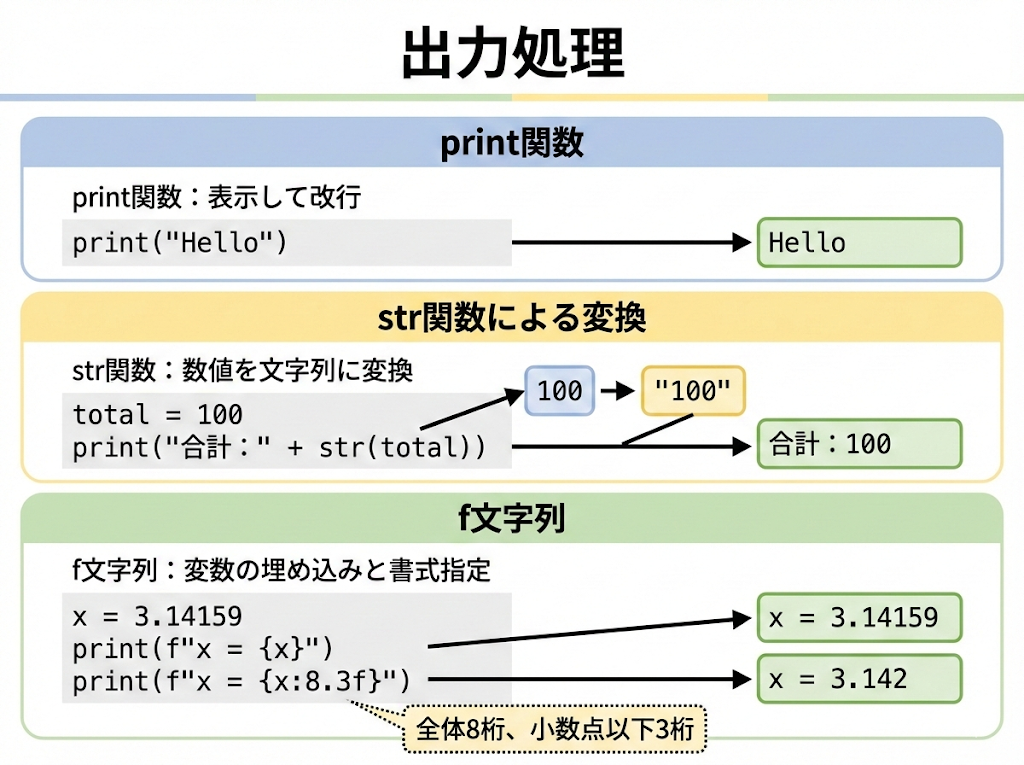 出力処理
print関数
print関数：表示して改行
print("Hello")
Hello
str関数による変換
str関数：数値を文字列に変換
total = 100
print("合計：" + str(total))
100
"100"
合計：100
f文字列
f文字列：変数の埋め込みと書式指定
x = 3.14159
print(f"x = {x}")
print(f"x = {x:8.3f}")
x = 3.14159
x = 3.142
全体8桁、小数点以下3桁